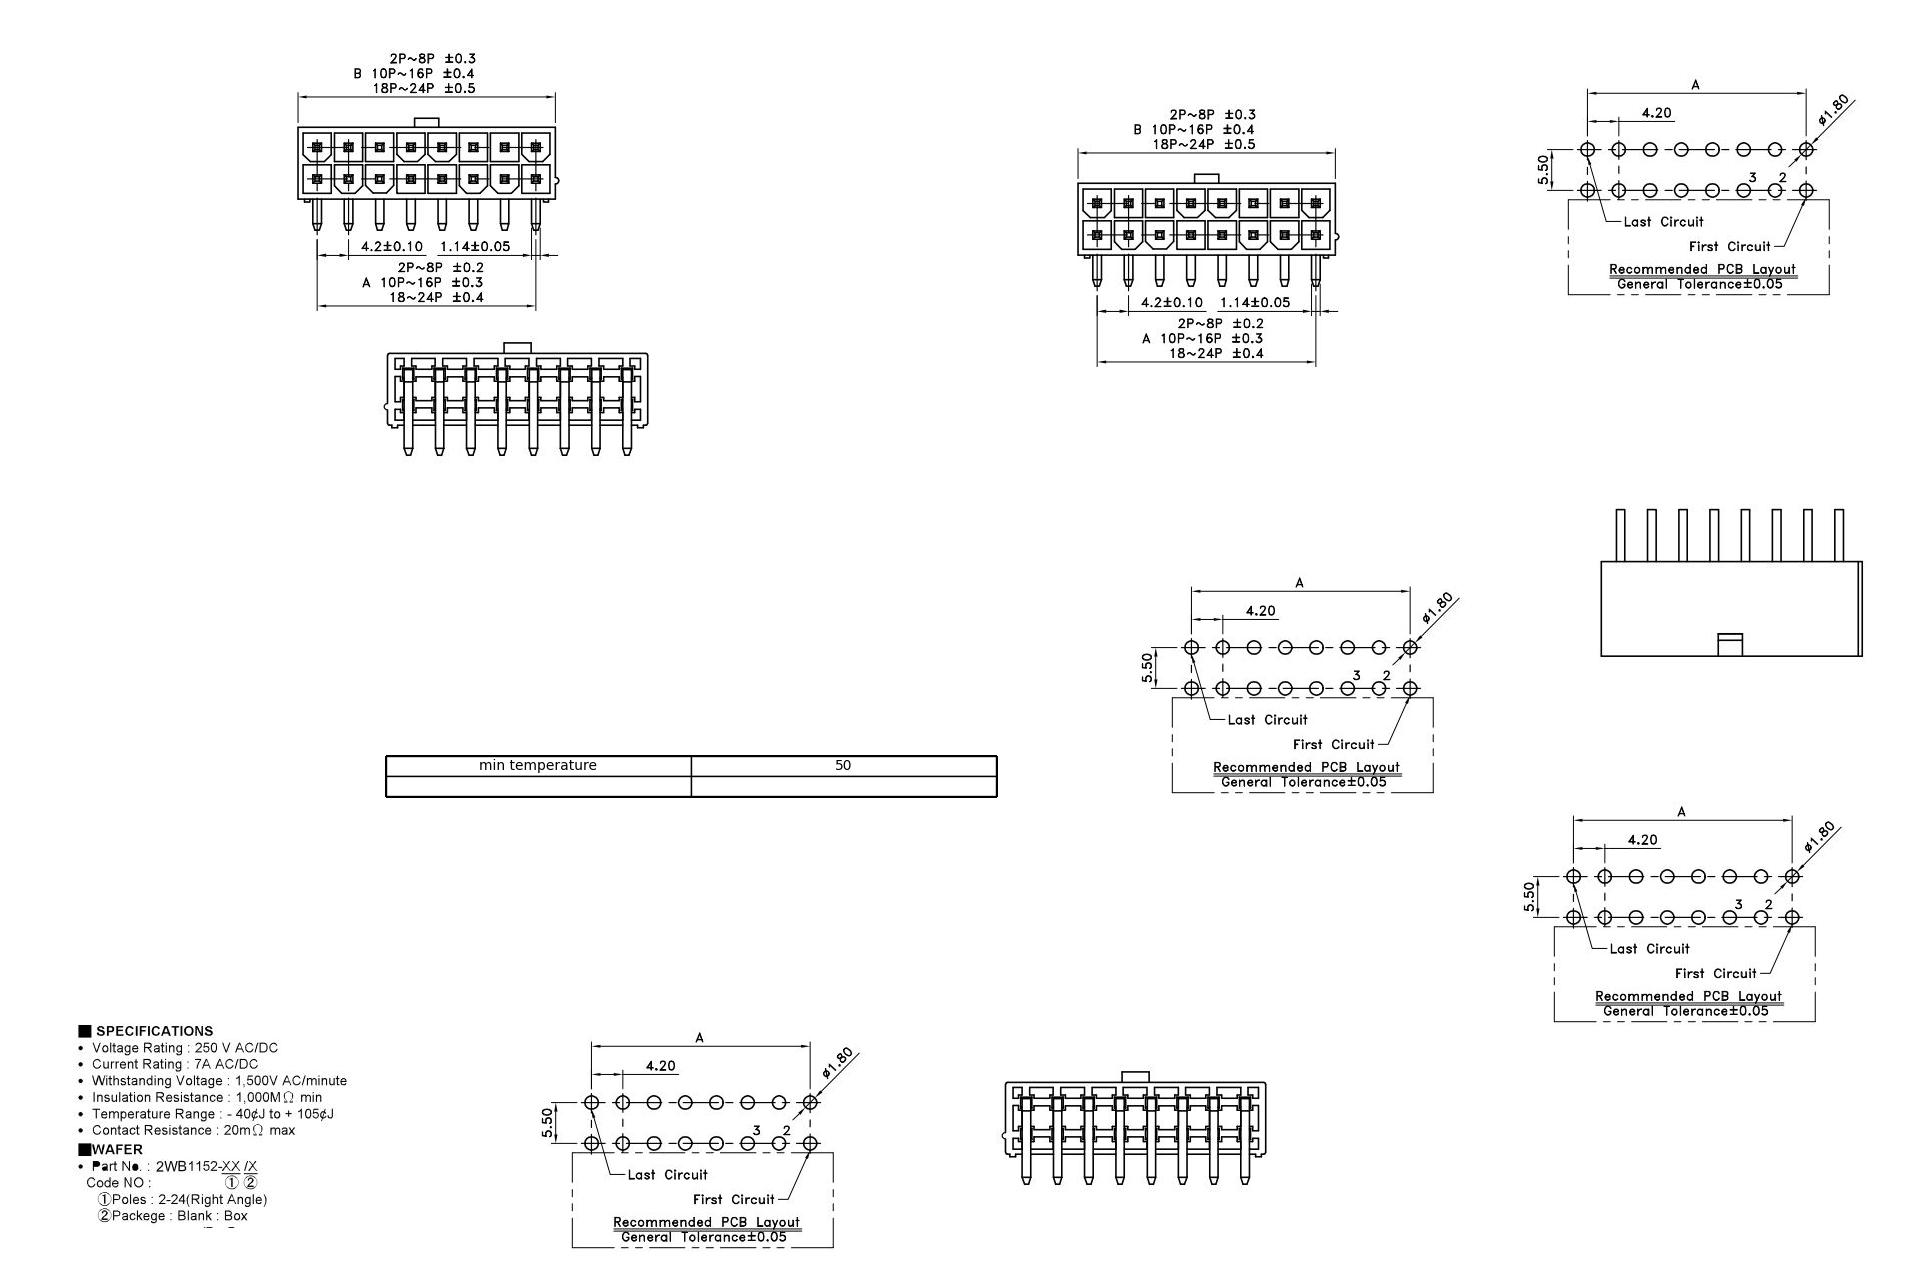 2P~8P ±0.3
B 10P~16P ±0.4
18P~24P ±0.5
4.2±0.10 1.14±0.05
2P~8P ±0.2
A 10P~16P ±0.3
18~24P ±0.4
2P~8P ±0.3
B 10P~16P ±0.4
18P~24P ±0.5
4.2±0.10 1.14±0.05
2P~8P ±0.2
A 10P~16P ±0.3
18~24P ±0.4
A
4.20
ø1.80
5.50
3 2
Last Circuit
First Circuit
Recommended PCB Layout
General Tolerance±0.05
A
4.20
ø1.80
5.50
3 2
Last Circuit
First Circuit
Recommended PCB Layout
General Tolerance±0.05
min temperature 50
A
4.20
ø1.80
5.50
3 2
Last Circuit
First Circuit
Recommended PCB Layout
General Tolerance±0.05
■ SPECIFICATIONS
• Voltage Rating : 250 V AC/DC
• Current Rating : 7A AC/DC
• Withstanding Voltage : 1,500V AC/minute
• Insulation Resistance : 1,000MΩ min
• Temperature Range : - 40¢J to + 105¢J
• Contact Resistance : 20mΩ max
■WAFER
• Part No. : 2WB1152-XX /X
Code NO : ① ②
①Poles : 2-24(Right Angle)
②Packege : Blank : Box
A
4.20
ø1.80
5.50
3 2
Last Circuit
First Circuit
Recommended PCB Layout
General Tolerance±0.05